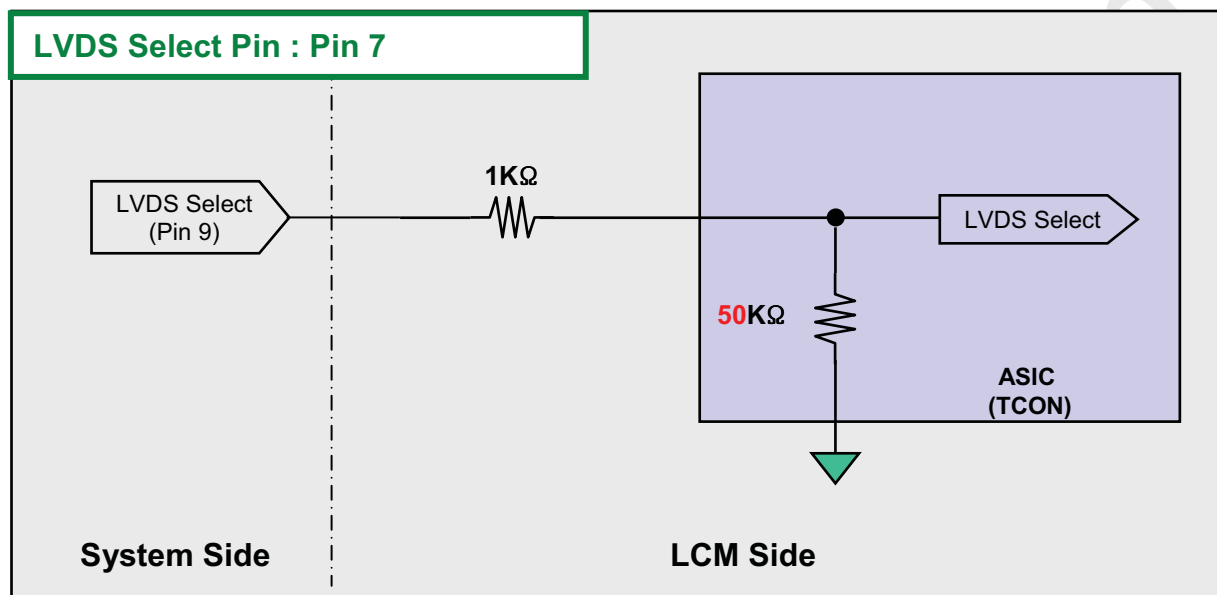 LVDS Select Pin : Pin 7
1KΩ
LVDS Select
(Pin 9)
LVDS Select
50KΩ
ASIC
(TCON)
System Side
LCM Side